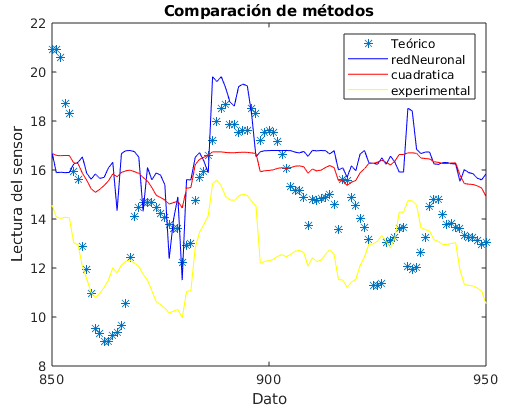 Comparación de métodos
22
20
18
16
14
12
10
8
850
900
950
Lectura del sensor
Dato
Teórico
redNeuronal
cuadratica
experimental